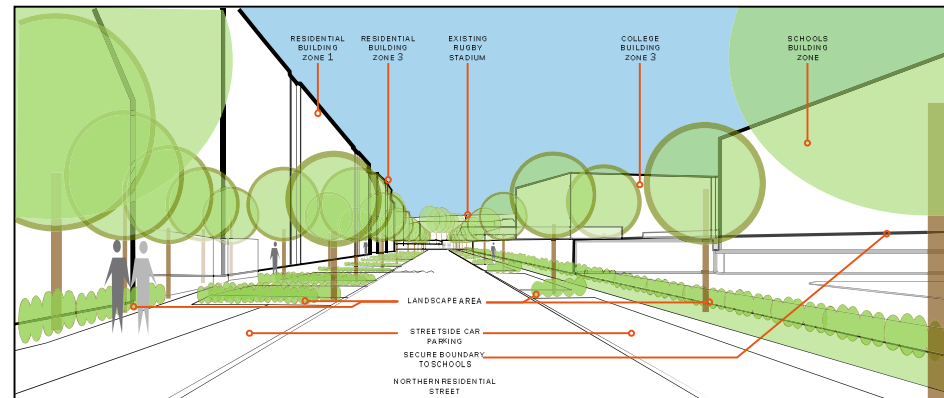 RESIDENTIAL
BUILDING
ZONE 1
RESIDENTIAL
BUILDING
ZONE 3
EXISTING
RUGBY
STADIUM
COLLEGE
BUILDING
ZONE 3
SCHOOLS
BUILDING
ZONE
LANDSCAPE AREA
STREETSIDE CAR
PARKING
SECURE BOUNDARY
TO SCHOOLS
NORTHERN RESIDENTIAL
STREET